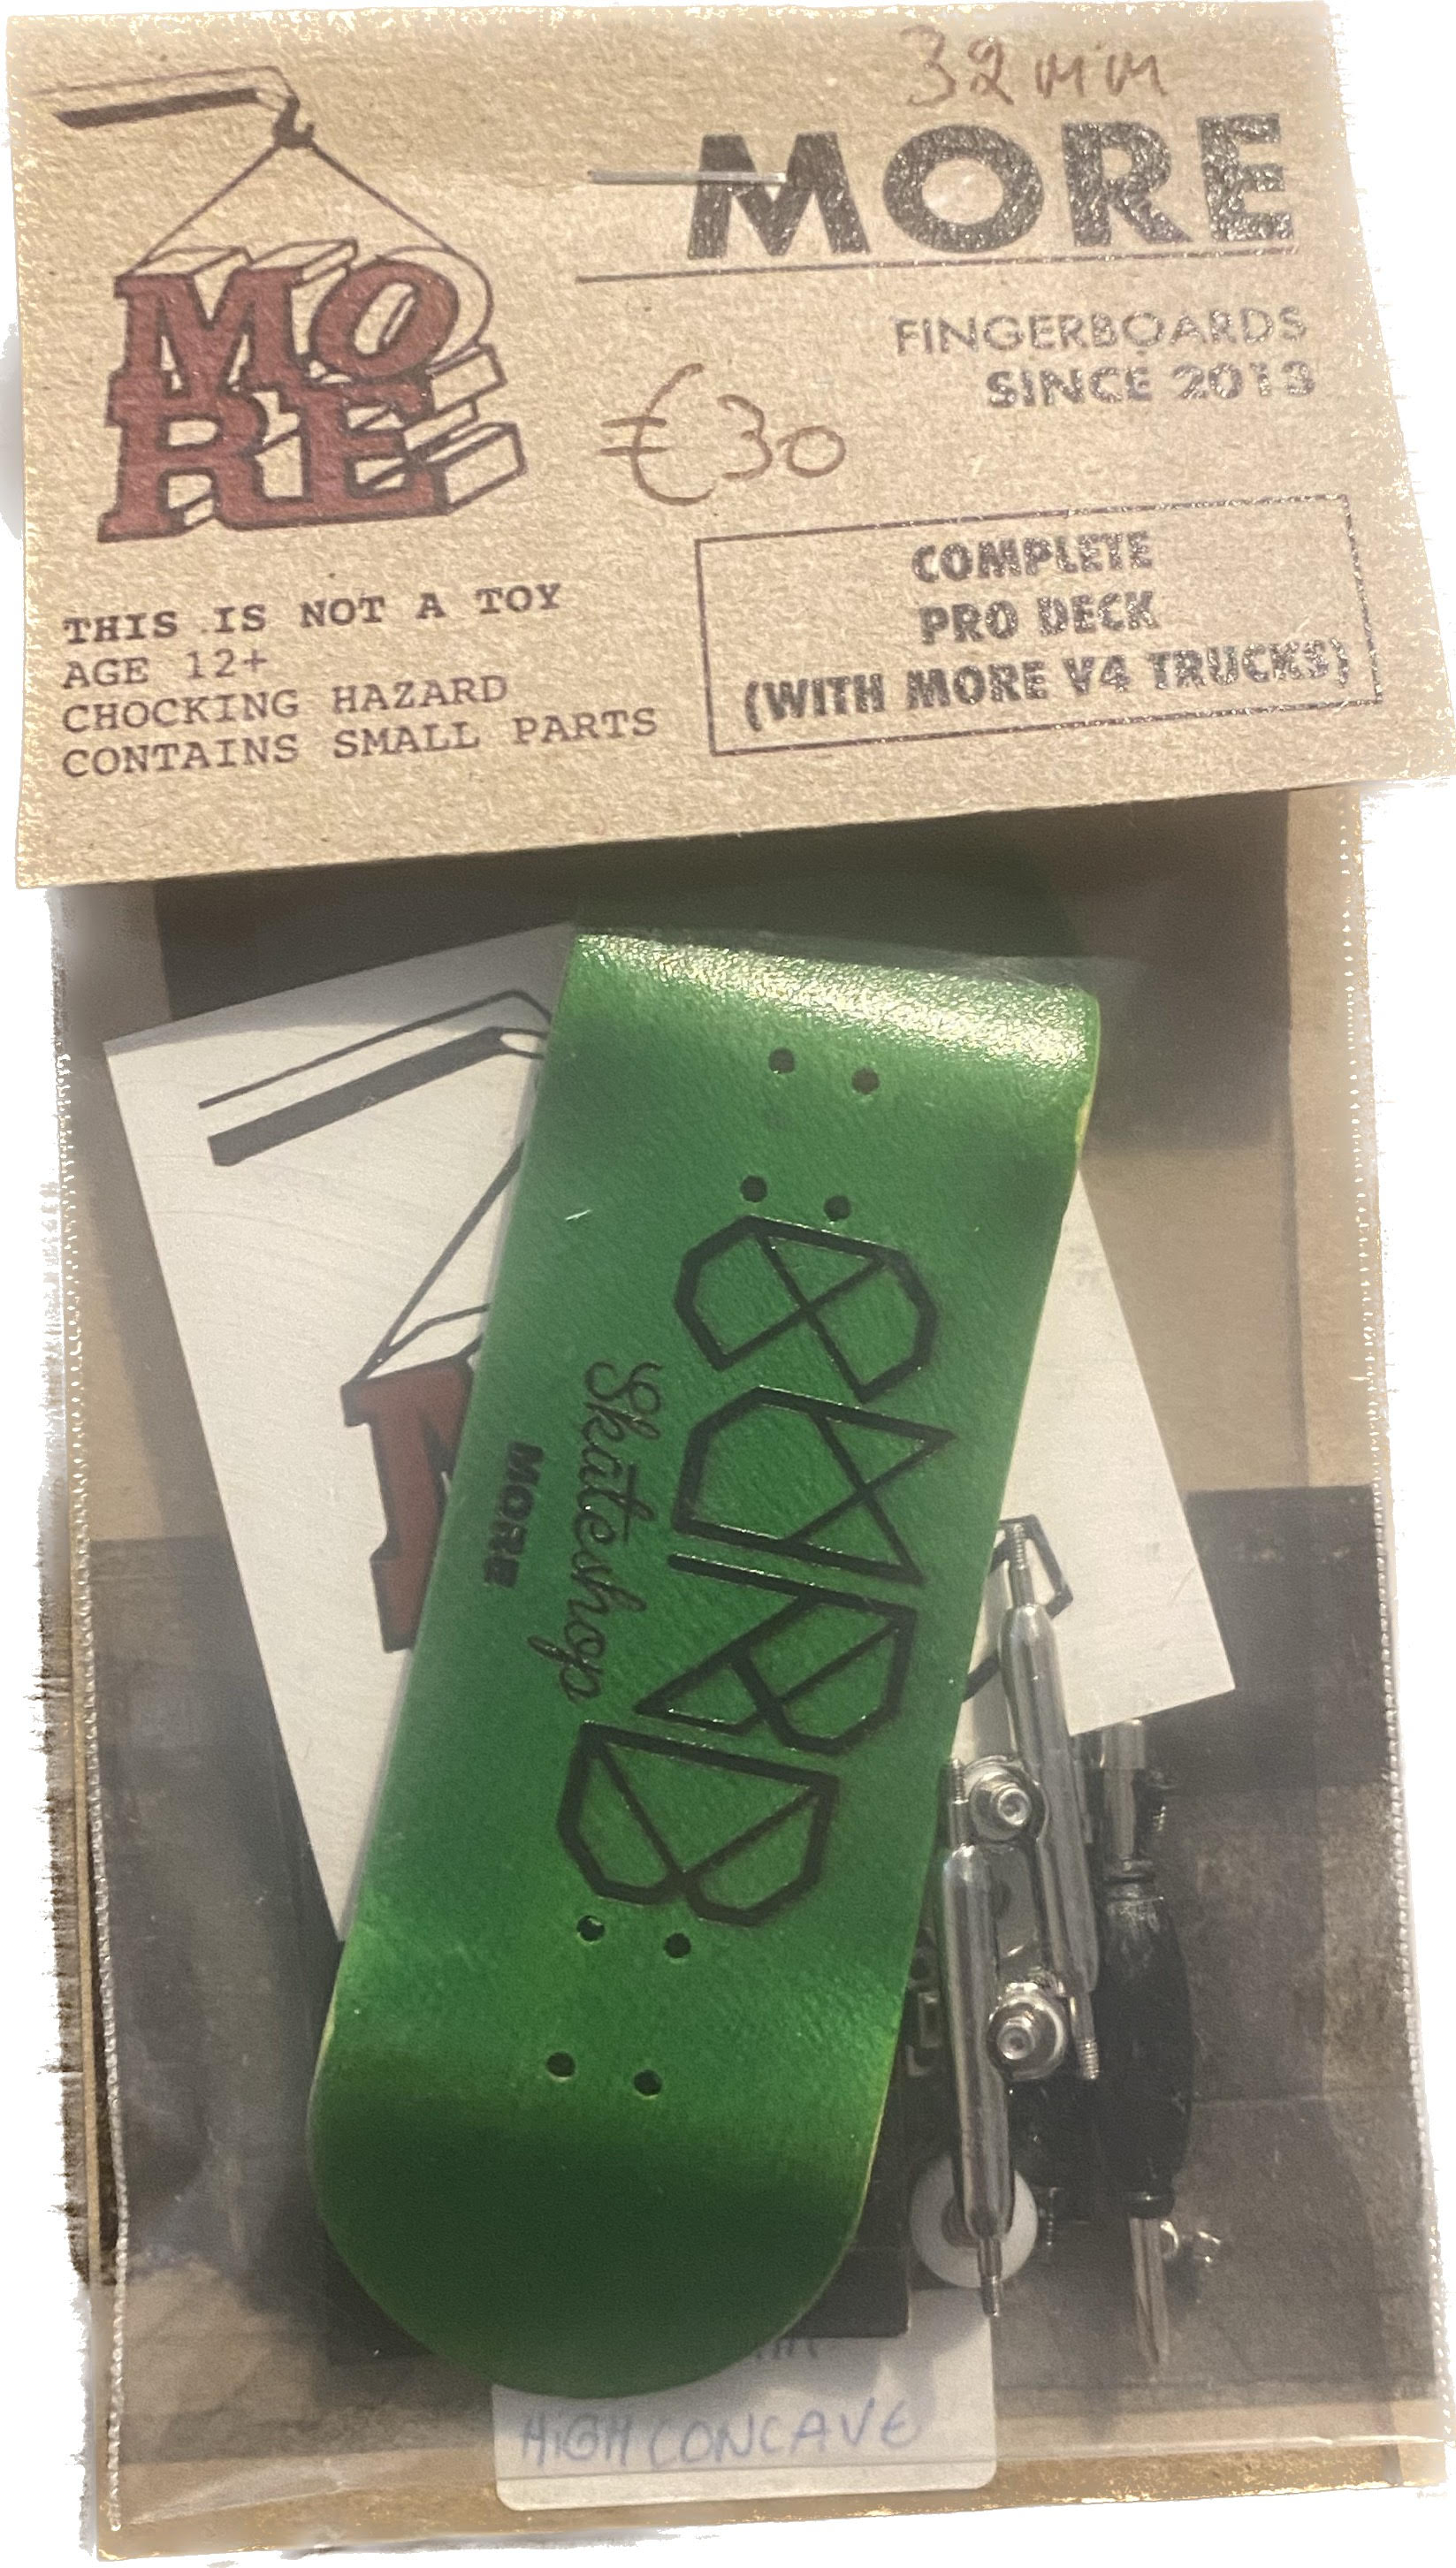 32 mm
MORE
MORE
FINGERBOARDS
SINCE 2013
€30
COMPLETE
PRO DECK
(WITH MORE V4 TRUCKS)
THIS IS NOT A TOY
AGE 12+
CHOCKING HAZARD
CONTAINS SMALL PARTS
CURB
Skateshop
MORE
HIGH CONCAVE